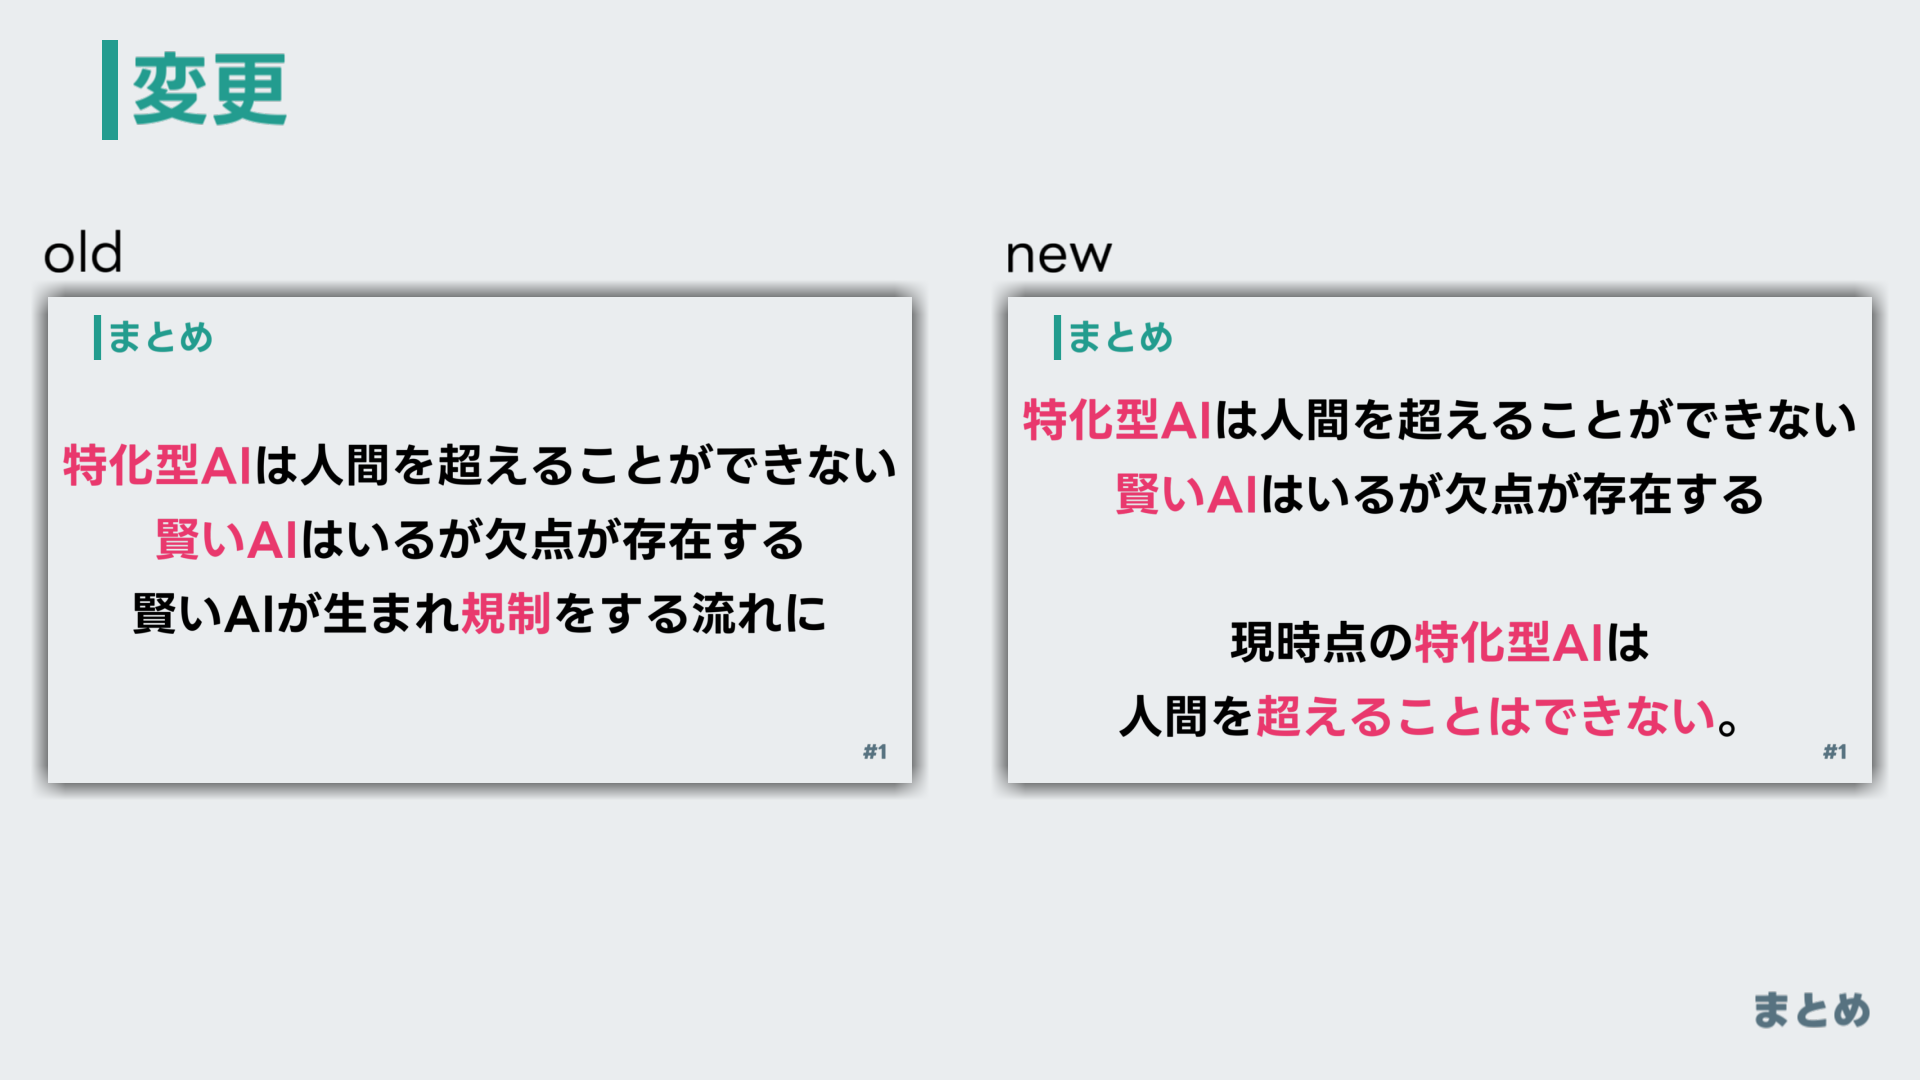 変更
old
まとめ
特化型AIは人間を超えることができない
賢いAIはいるが欠点が存在する
賢いAIが生まれ規制をする流れに
#1
new
まとめ
特化型AIは人間を超えることができない
賢いAIはいるが欠点が存在する
現時点の特化型AIは
人間を超えることはできない。
#1
まとめ